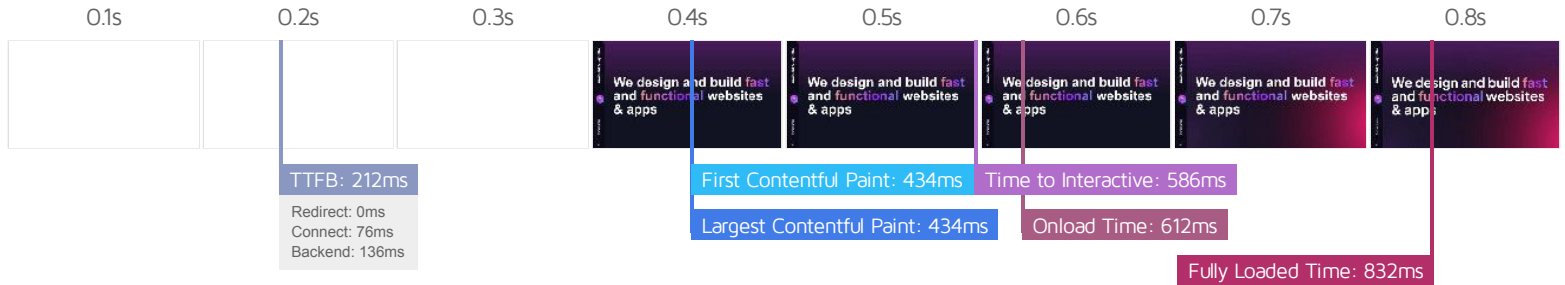 0.1s 0.2s 0.3s 0.4s 0.5s 0.6s 0.7s 0.8s
We design and build fast
and functional websites
& apps
We design and build fast
and functional websites
& apps
We design and build fast
and functional websites
& apps
We design and build fast
and functional websites
& apps
We design and build fast
and functional websites
& apps
TTFB: 212ms
Redirect: 0ms
Connect: 76ms
Backend: 136ms
First Contentful Paint: 434ms
Time to Interactive: 586ms
Largest Contentful Paint: 434ms
Onload Time: 612ms
Fully Loaded Time: 832ms